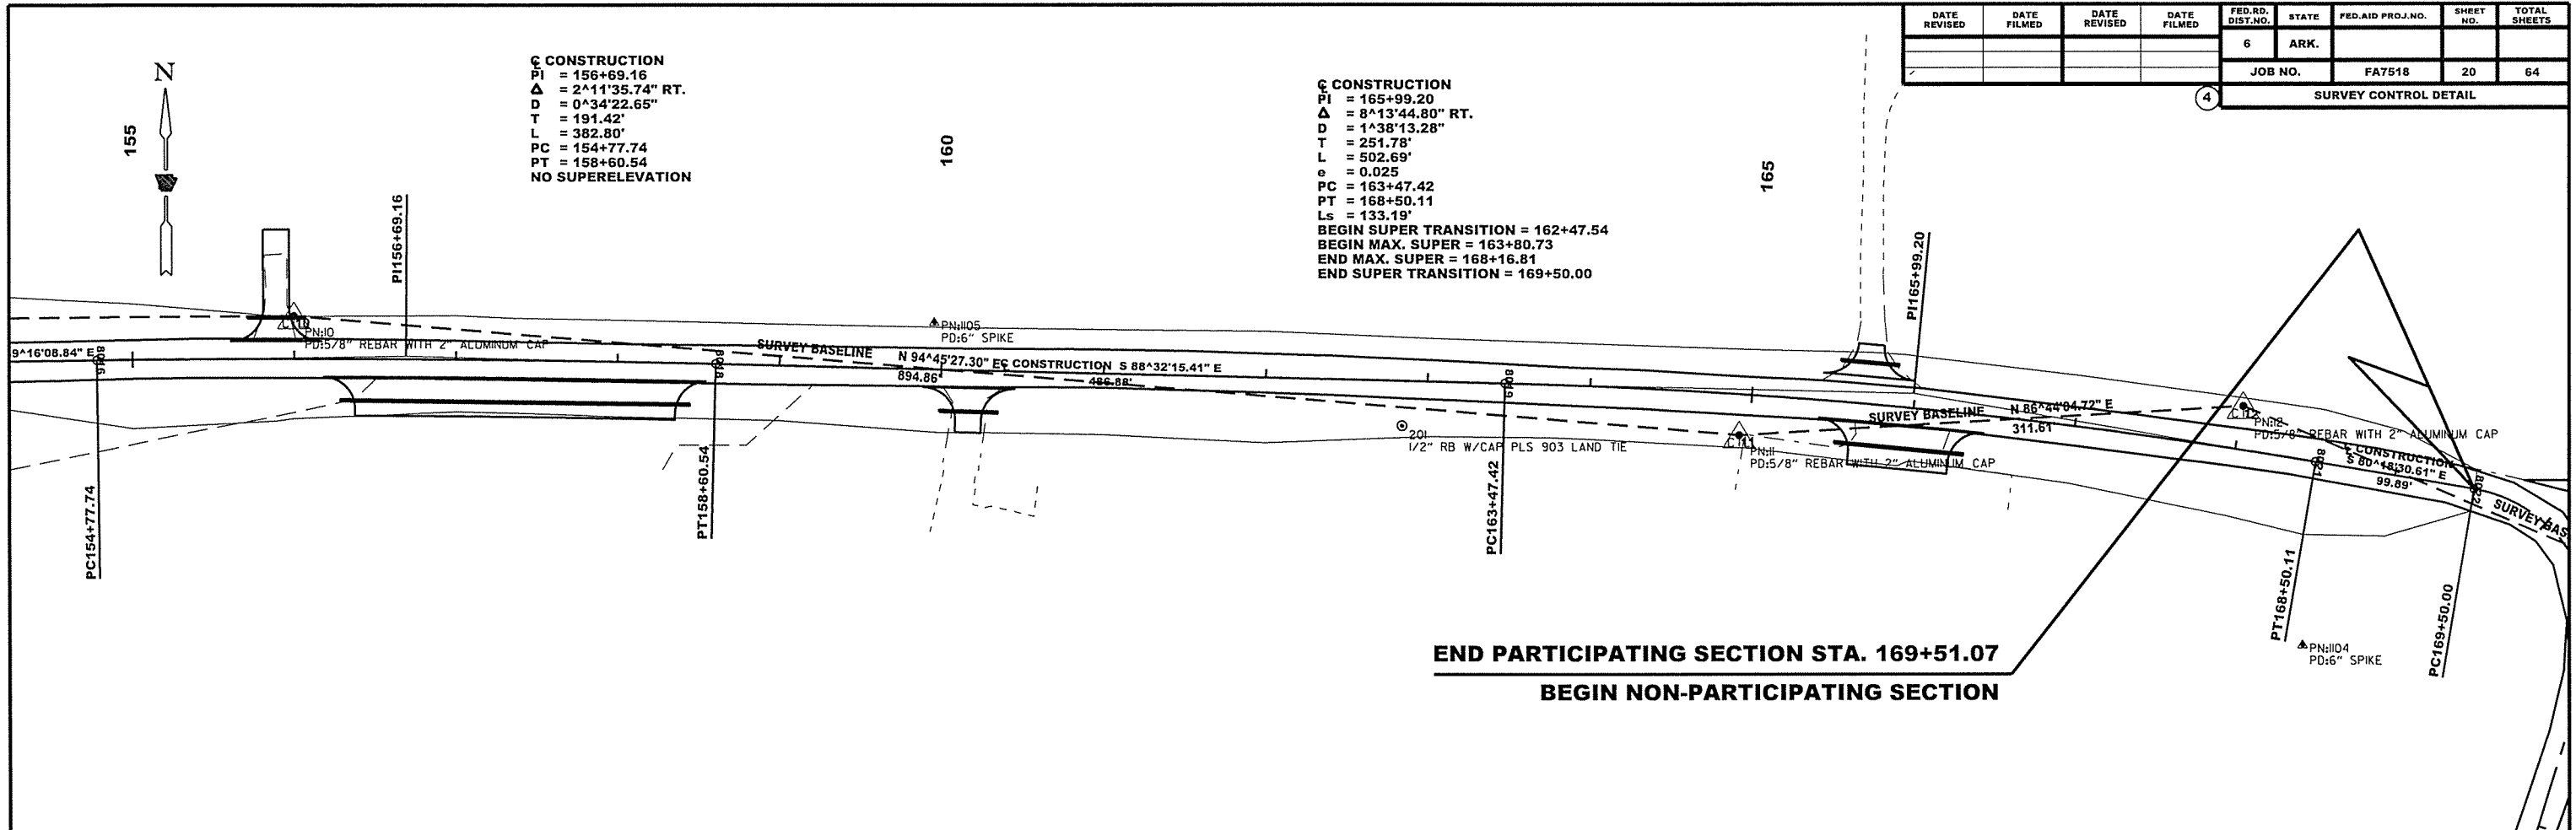 DATE REVISED
DATE FILMED
DATE REVISED
DATE FILMED
FED.RD. DIST.NO.
STATE
FED.AID PROJ.NO.
SHEET NO.
TOTAL SHEETS
6
ARK.
JOB NO.
FA7518
20
64
4
SURVEY CONTROL DETAIL
N
155
160
165
℄ CONSTRUCTION
PI = 156+69.16
Δ = 2^11'35.74" RT.
D = 0^34'22.65"
T = 191.42'
L = 382.80'
PC = 154+77.74
PT = 158+60.54
NO SUPERELEVATION
℄ CONSTRUCTION
PI = 165+99.20
Δ = 8^13'44.80" RT.
D = 1^38'13.28"
T = 251.78'
L = 502.69'
e = 0.025
PC = 163+47.42
PT = 168+50.11
Ls = 133.19'
BEGIN SUPER TRANSITION = 162+47.54
BEGIN MAX. SUPER = 163+80.73
END MAX. SUPER = 168+16.81
END SUPER TRANSITION = 169+50.00
PI156+69.16
PI165+99.20
PN:10
PD:5/8" REBAR WITH 2" ALUMINUM CAP
PN:1105
PD:6" SPIKE
9^16'08.84" E
8016
8018
SURVEY BASELINE
N 94^45'27.30" E
℄ CONSTRUCTION S 88^32'15.41" E
894.86'
8019
201
1/2" RB W/CAP PLS 903 LAND TIE
PN:11
PD:5/8" REBAR WITH 2" ALUMINUM CAP
SURVEY BASELINE
N 86^44'04.72" E
311.61'
PN:12
PD:5/8" REBAR WITH 2" ALUMINUM CAP
℄ CONSTRUCTION
S 80^18'30.61" E
99.89'
8021
8022
SURVEY BAS
PC154+77.74
PT158+60.54
PC163+47.42
PT168+50.11
PC169+50.00
PN:1104
PD:6" SPIKE
END PARTICIPATING SECTION STA. 169+51.07
BEGIN NON-PARTICIPATING SECTION